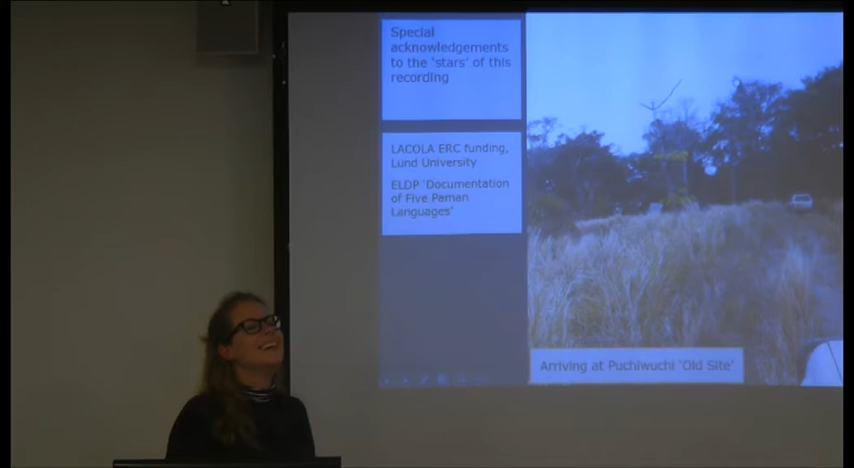 Special
acknowledgements
to the 'stars' of this
recording
LACOLA ERC funding,
Lund University
ELDP 'Documentation
of Five Paman
Languages'
Arriving at Puchiwuchi 'Old Site'